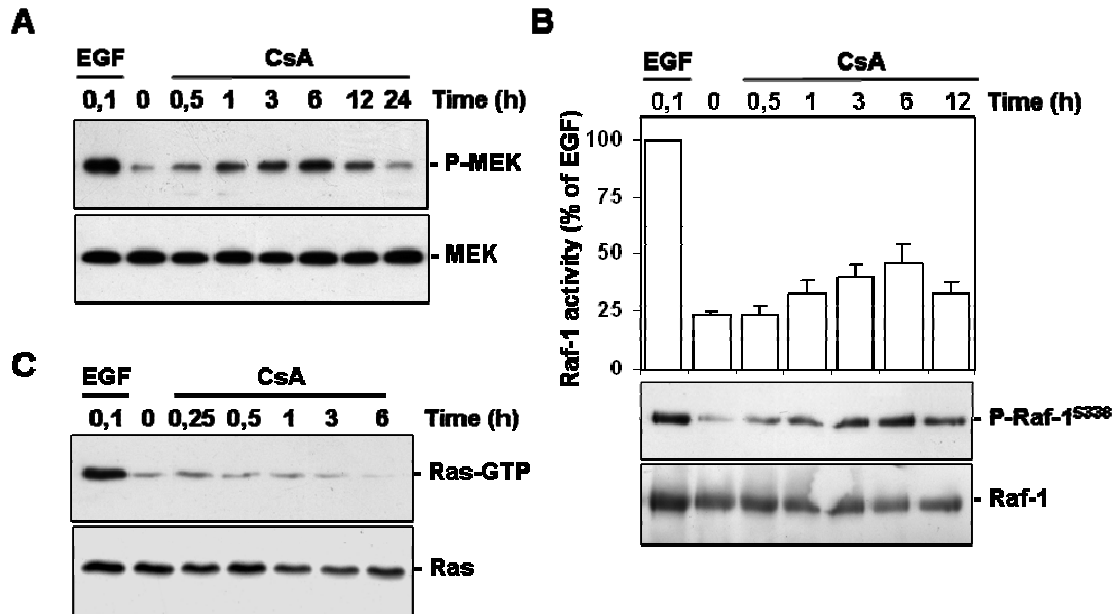 A
EGF CsA
0,1 0 0,5 1 3 6 12 24 Time (h)
- P-MEK
- MEK
B
EGF CsA
0,1 0 0,5 1 3 6 12 Time (h)
Raf-1 activity (% of EGF)
100
75
50
25
0
- P-Raf-1S338
- Raf-1
C
EGF CsA
0,1 0 0,25 0,5 1 3 6 Time (h)
- Ras-GTP
- Ras